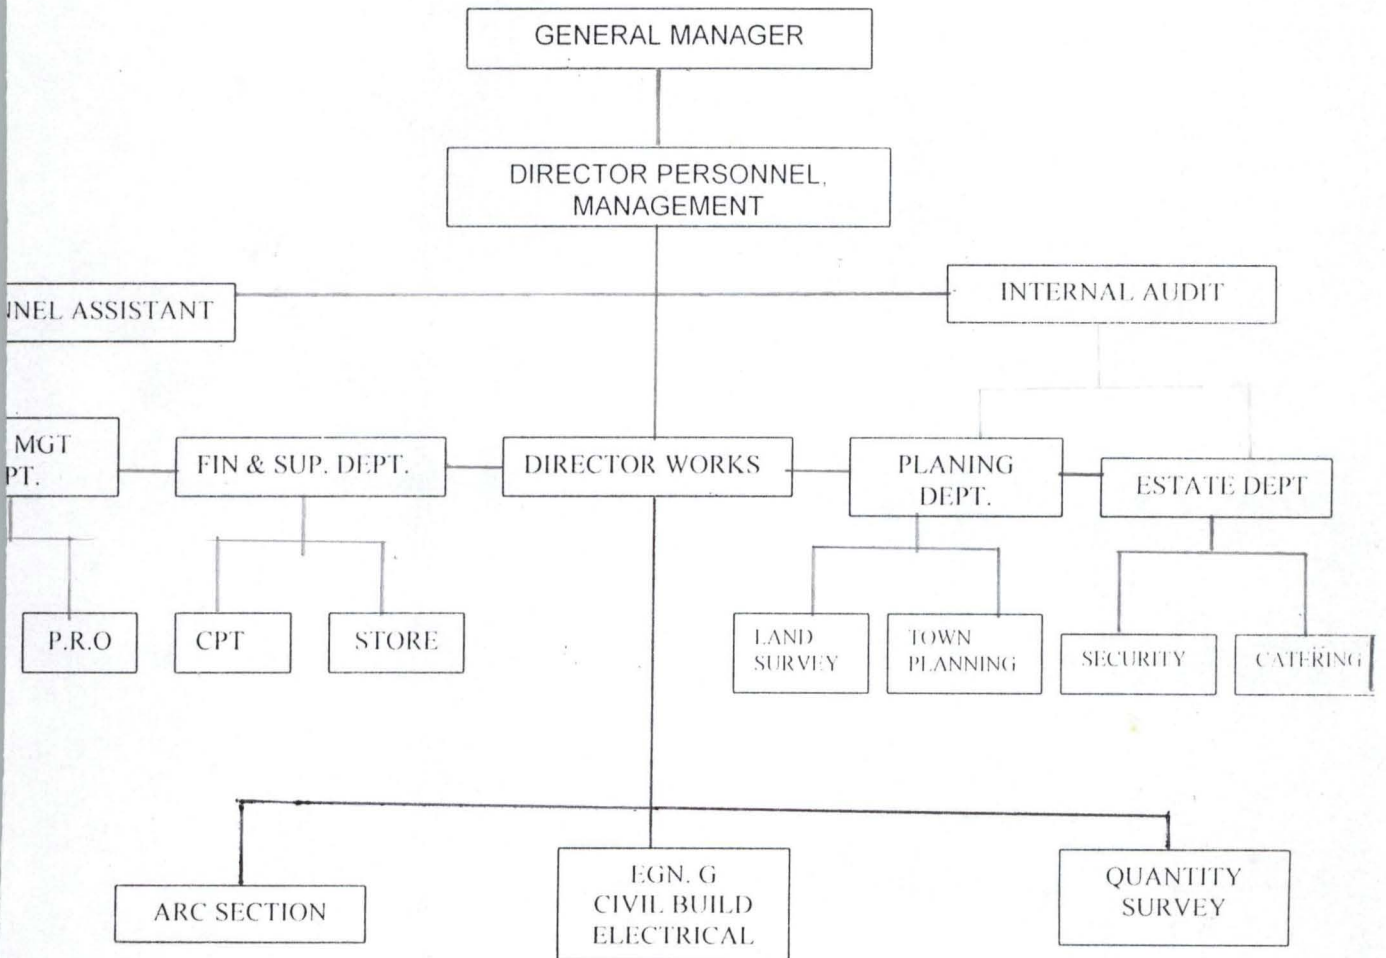 GENERAL MANAGER
DIRECTOR PERSONNEL,
MANAGEMENT
INTERNAL AUDIT
NNEL ASSISTANT
MGT
PT.
FIN & SUP. DEPT.
DIRECTOR WORKS
PLANING
DEPT.
ESTATE DEPT
P.R.O
CPT
STORE
LAND
SURVEY
TOWN
PLANNING
SECURITY
CATERING
ARC SECTION
EGN. G
CIVIL BUILD
ELECTRICAL
QUANTITY
SURVEY